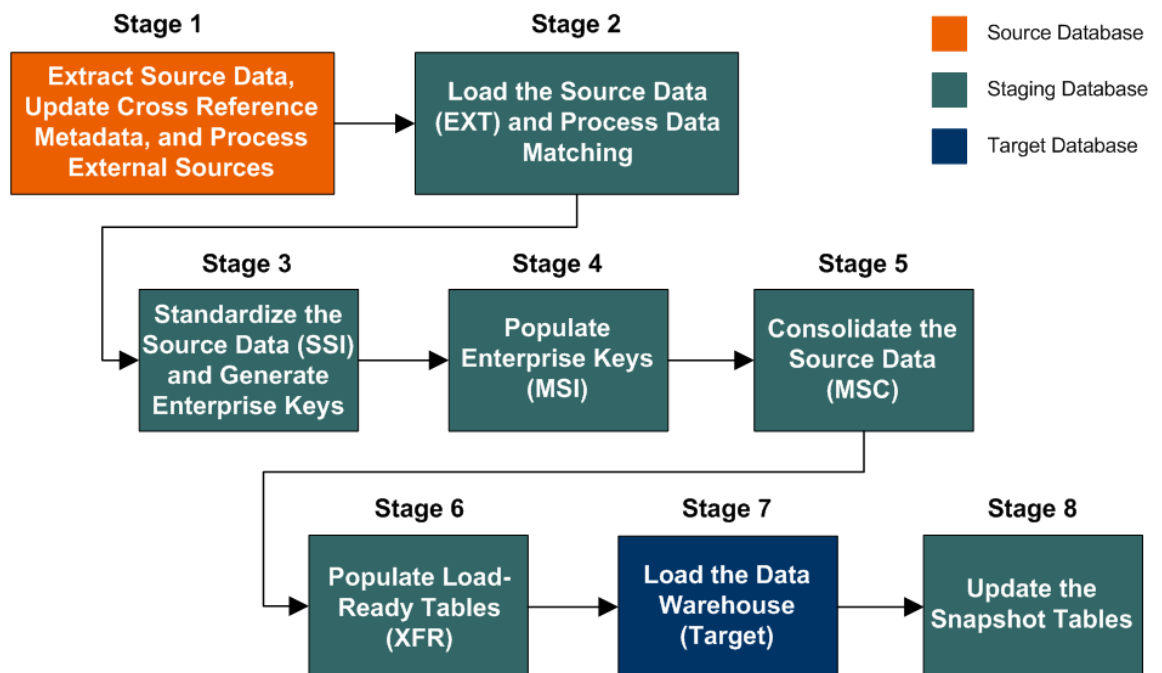 Stage 1
Extract Source Data,
Update Cross Reference
Metadata, and Process
External Sources
Stage 2
Load the Source Data
(EXT) and Process Data
Matching
Source Database
Staging Database
Target Database
Stage 3
Standardize the
Source Data (SSI)
and Generate
Enterprise Keys
Stage 4
Populate
Enterprise Keys
(MSI)
Stage 5
Consolidate the
Source Data
(MSC)
Stage 6
Populate Load-
Ready Tables
(XFR)
Stage 7
Load the Data
Warehouse
(Target)
Stage 8
Update the
Snapshot Tables